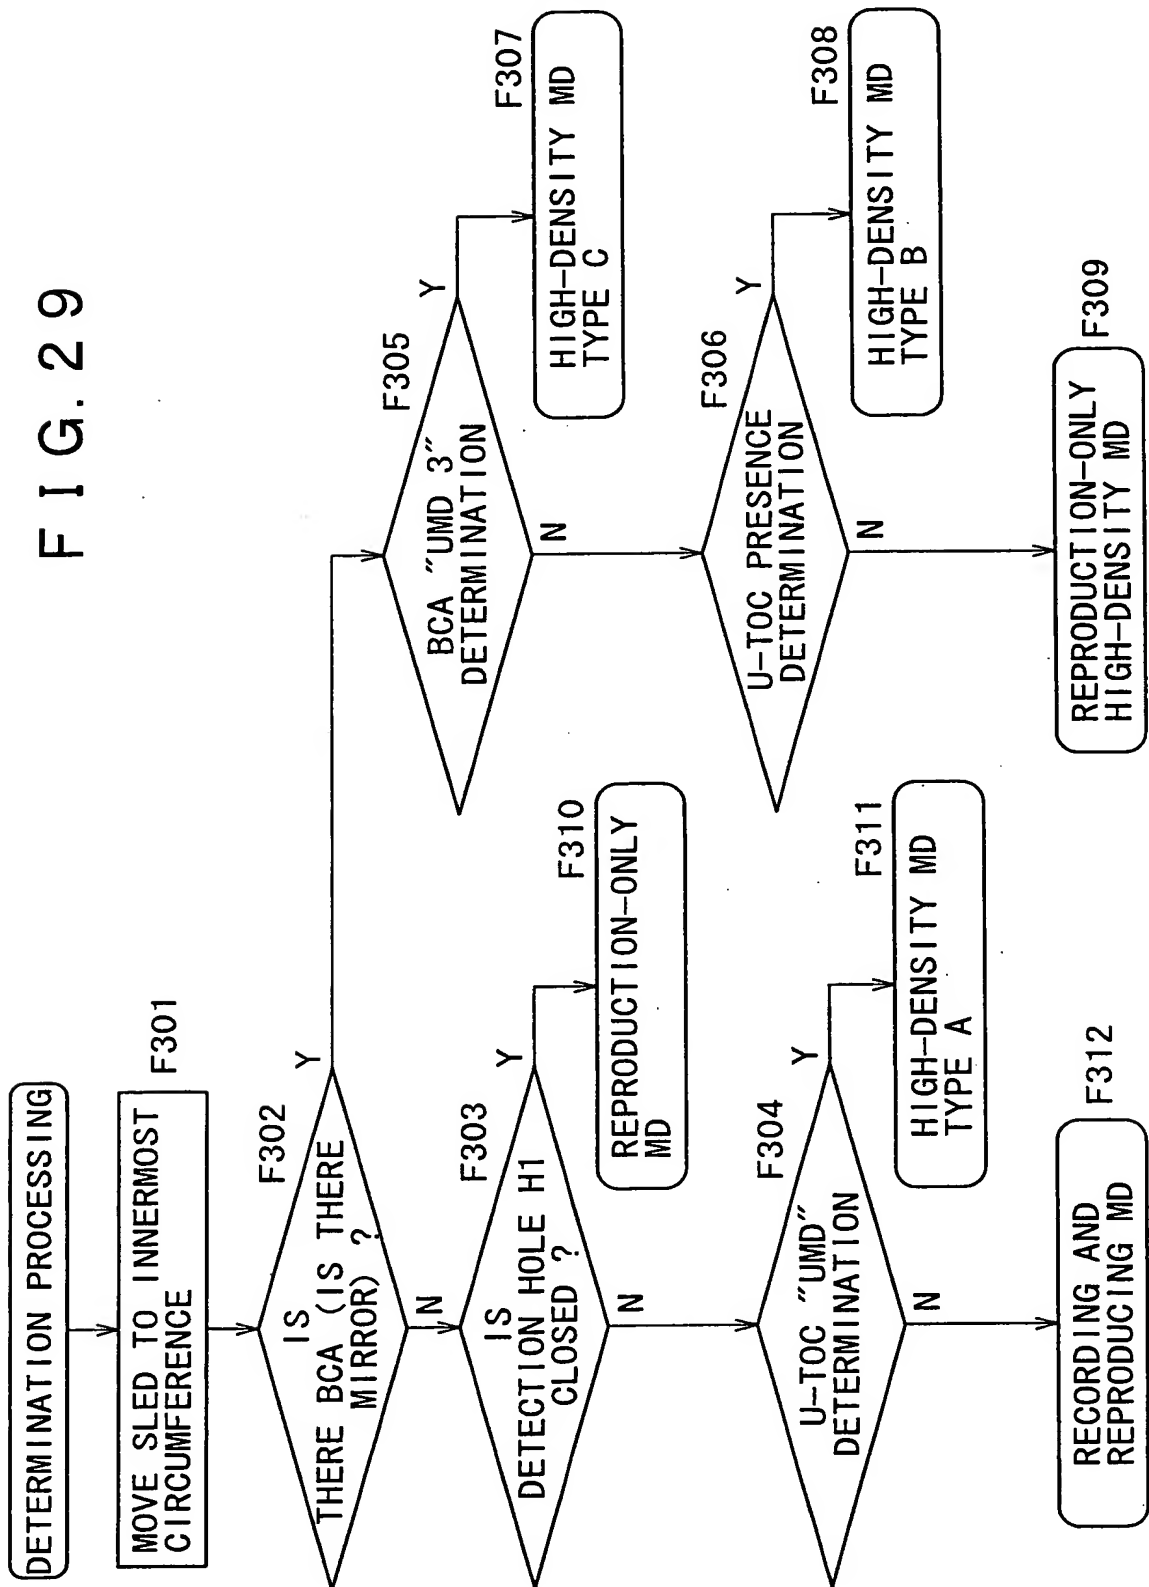 FIG. 29
DETERMINATION PROCESSING
MOVE SLED TO INNERMOST
CIRCUMFERENCE
F301
F302
IS
THERE BCA (IS THERE
MIRROR) ?
Y
N
F303
IS
DETECTION HOLE H1
CLOSED ?
Y
N
F310
REPRODUCTION-ONLY
MD
F304
U-TOC "UMD"
DETERMINATION
Y
N
F311
HIGH-DENSITY MD
TYPE A
F312
RECORDING AND
REPRODUCING MD
F305
BCA "UMD 3"
DETERMINATION
Y
N
F307
HIGH-DENSITY MD
TYPE C
F306
U-TOC PRESENCE
DETERMINATION
Y
N
F308
HIGH-DENSITY MD
TYPE B
F309
REPRODUCTION-ONLY
HIGH-DENSITY MD